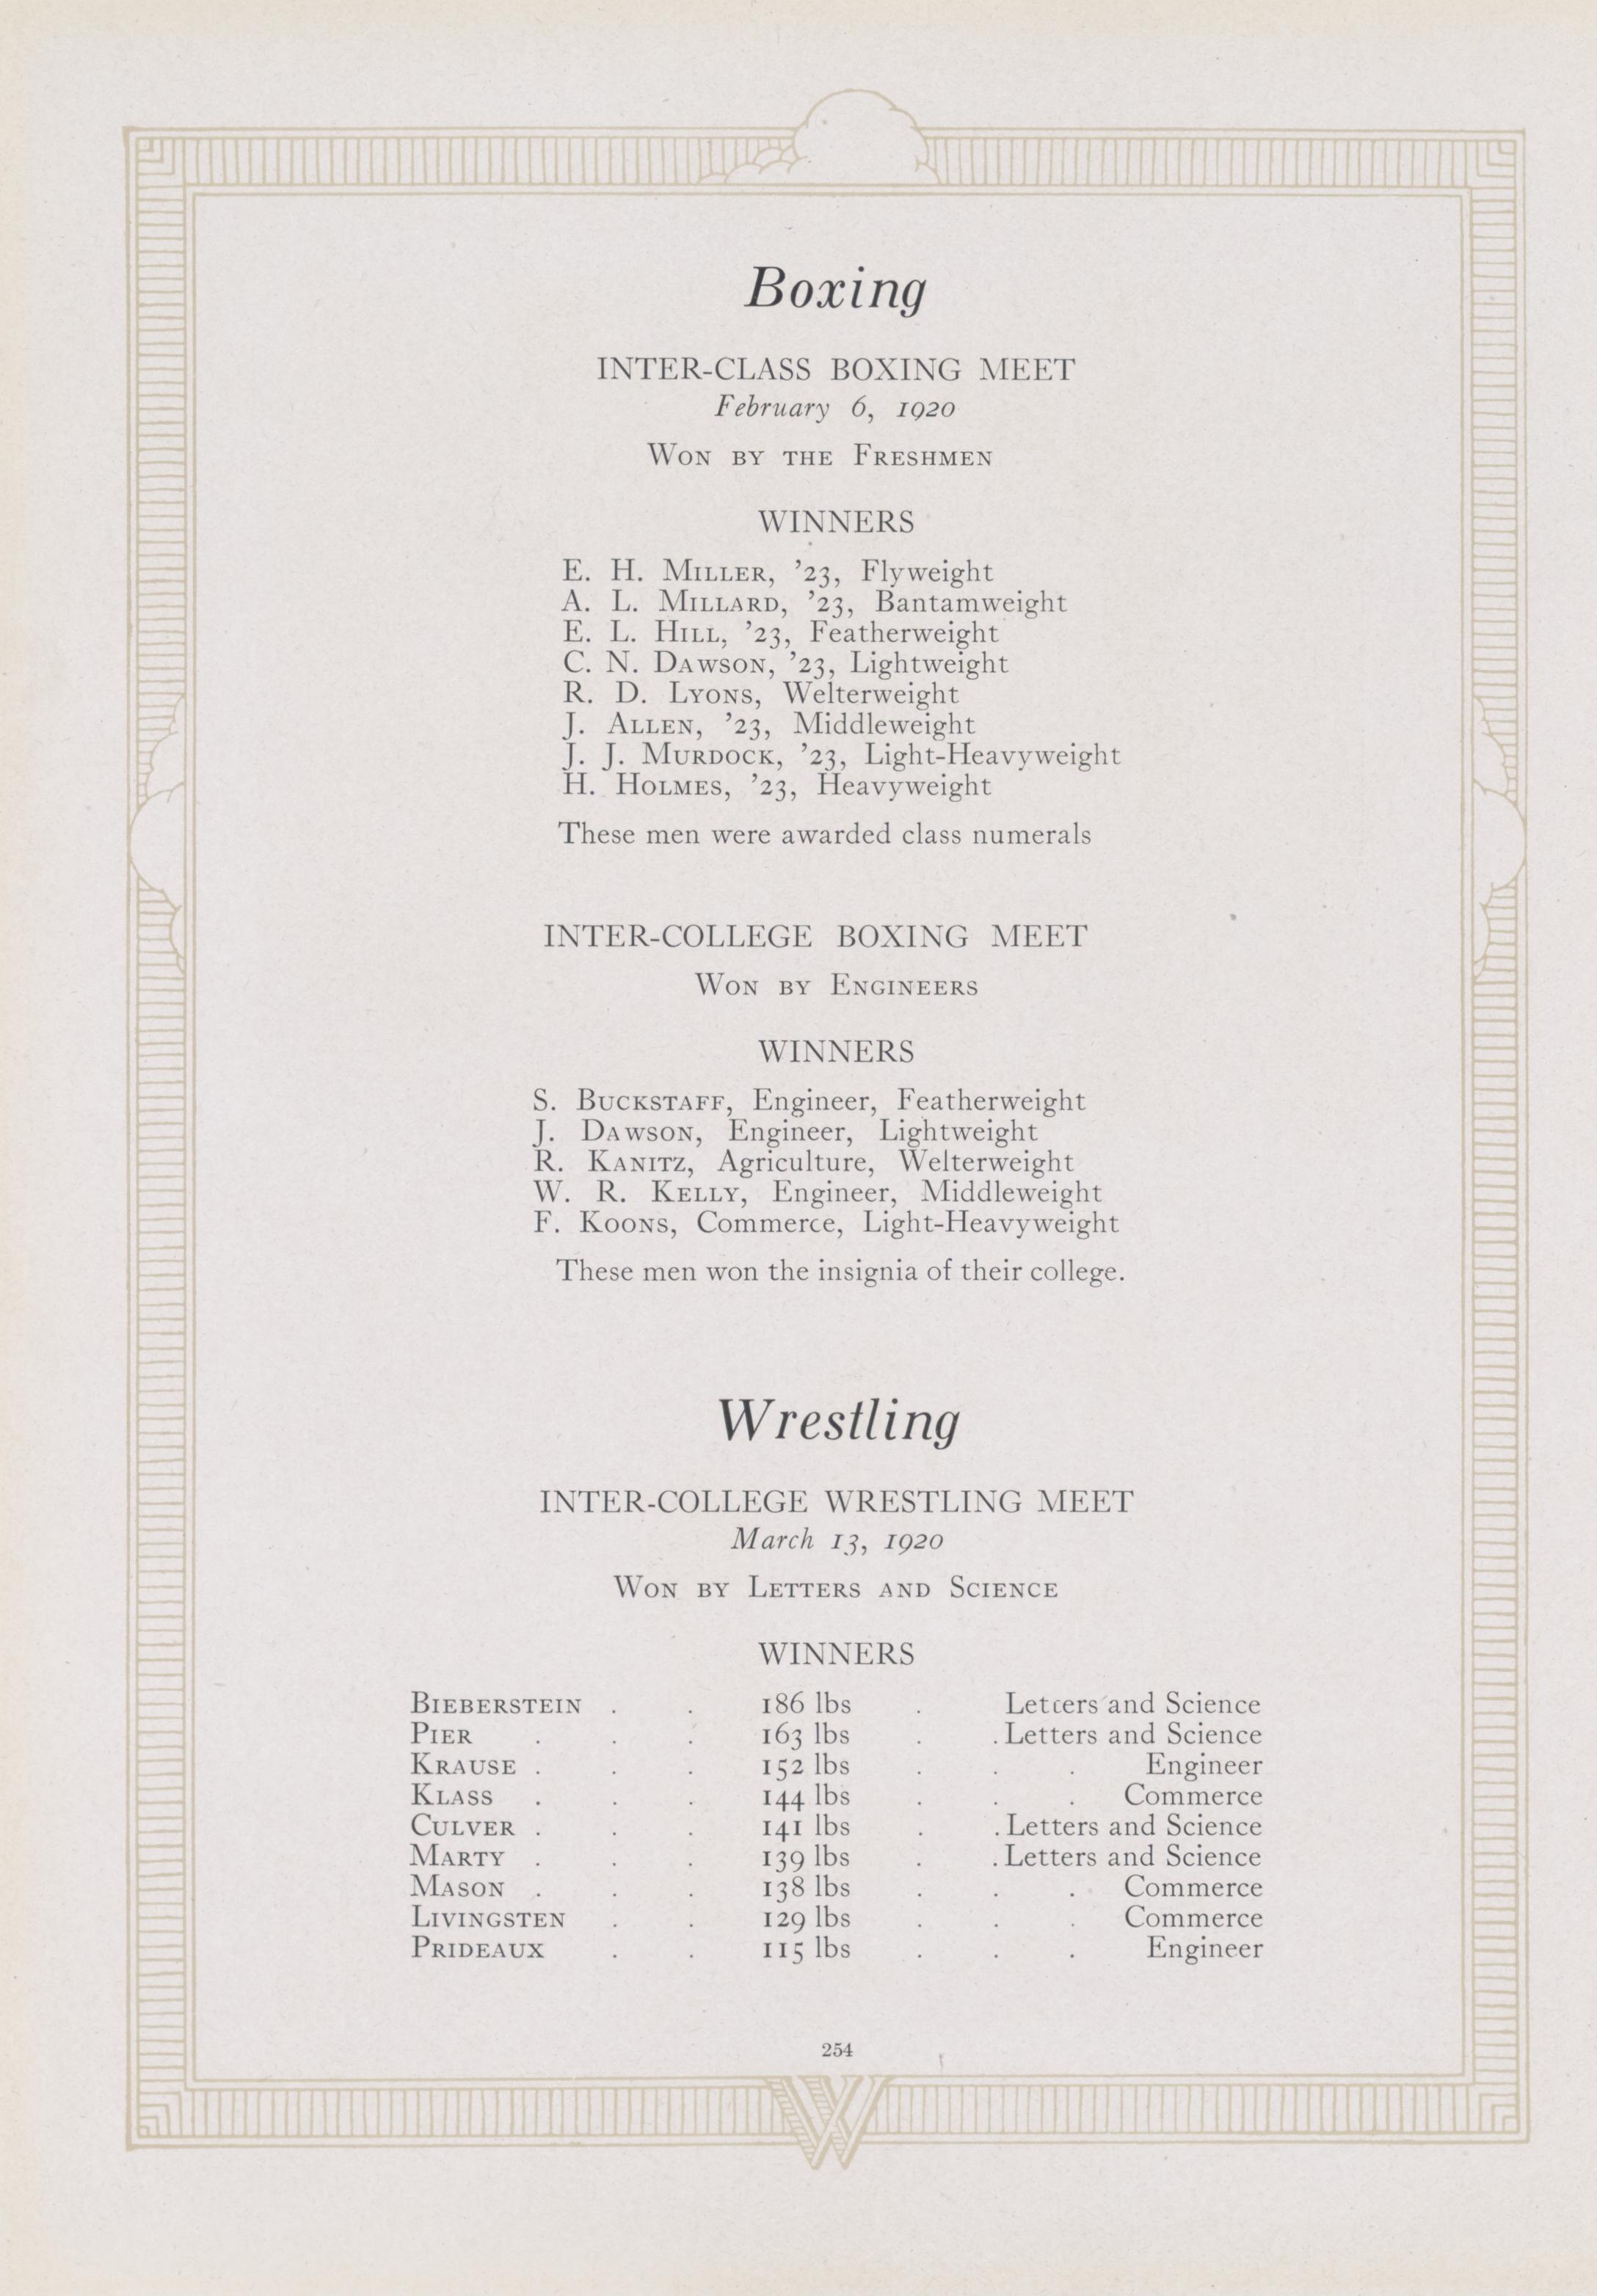 Boxing
INTER-CLASS BOXING MEET
February 6, 1920
Won by the Freshmen
WINNERS
E. H. Miller, ’23, Flyweight
A. L. Millard, ’23, Bantamweight
E. L. Hill, ’23, Featherweight
C. N. Dawson, ’23, Lightweight
R. D. Lyons, Welterweight
J. Allen, ’23, Middleweight
J. J. Murdock, ’23, Light-Heavyweight
H. Holmes, ’23, Heavyweight
These men were awarded class numerals
INTER-COLLEGE BOXING MEET
Won by Engineers
WINNERS
S. Buckstaff, Engineer, Featherweight
J. Dawson, Engineer, Lightweight
R. Kanitz, Agriculture, Welterweight
W. R. Kelly, Engineer, Middleweight
F. Koons, Commerce, Light-Heavyweight
These men won the insignia of their college.
Wrestling
INTER-COLLEGE WRESTLING MEET
March 13, 1920
Won by Letters and Science
WINNERS
Bieberstein . . 186 lbs . Letters and Science
Pier . . . 163 lbs . . Letters and Science
Krause . . . 152 lbs . . . Engineer
Klass . . . 144 lbs . . . Commerce
Culver . . . 141 lbs . . Letters and Science
Marty . . . 139 lbs . . Letters and Science
Mason . . . 138 lbs . . . Commerce
Livingsten . . 129 lbs . . . Commerce
Prideaux . . 115 lbs . . . Engineer
254
W